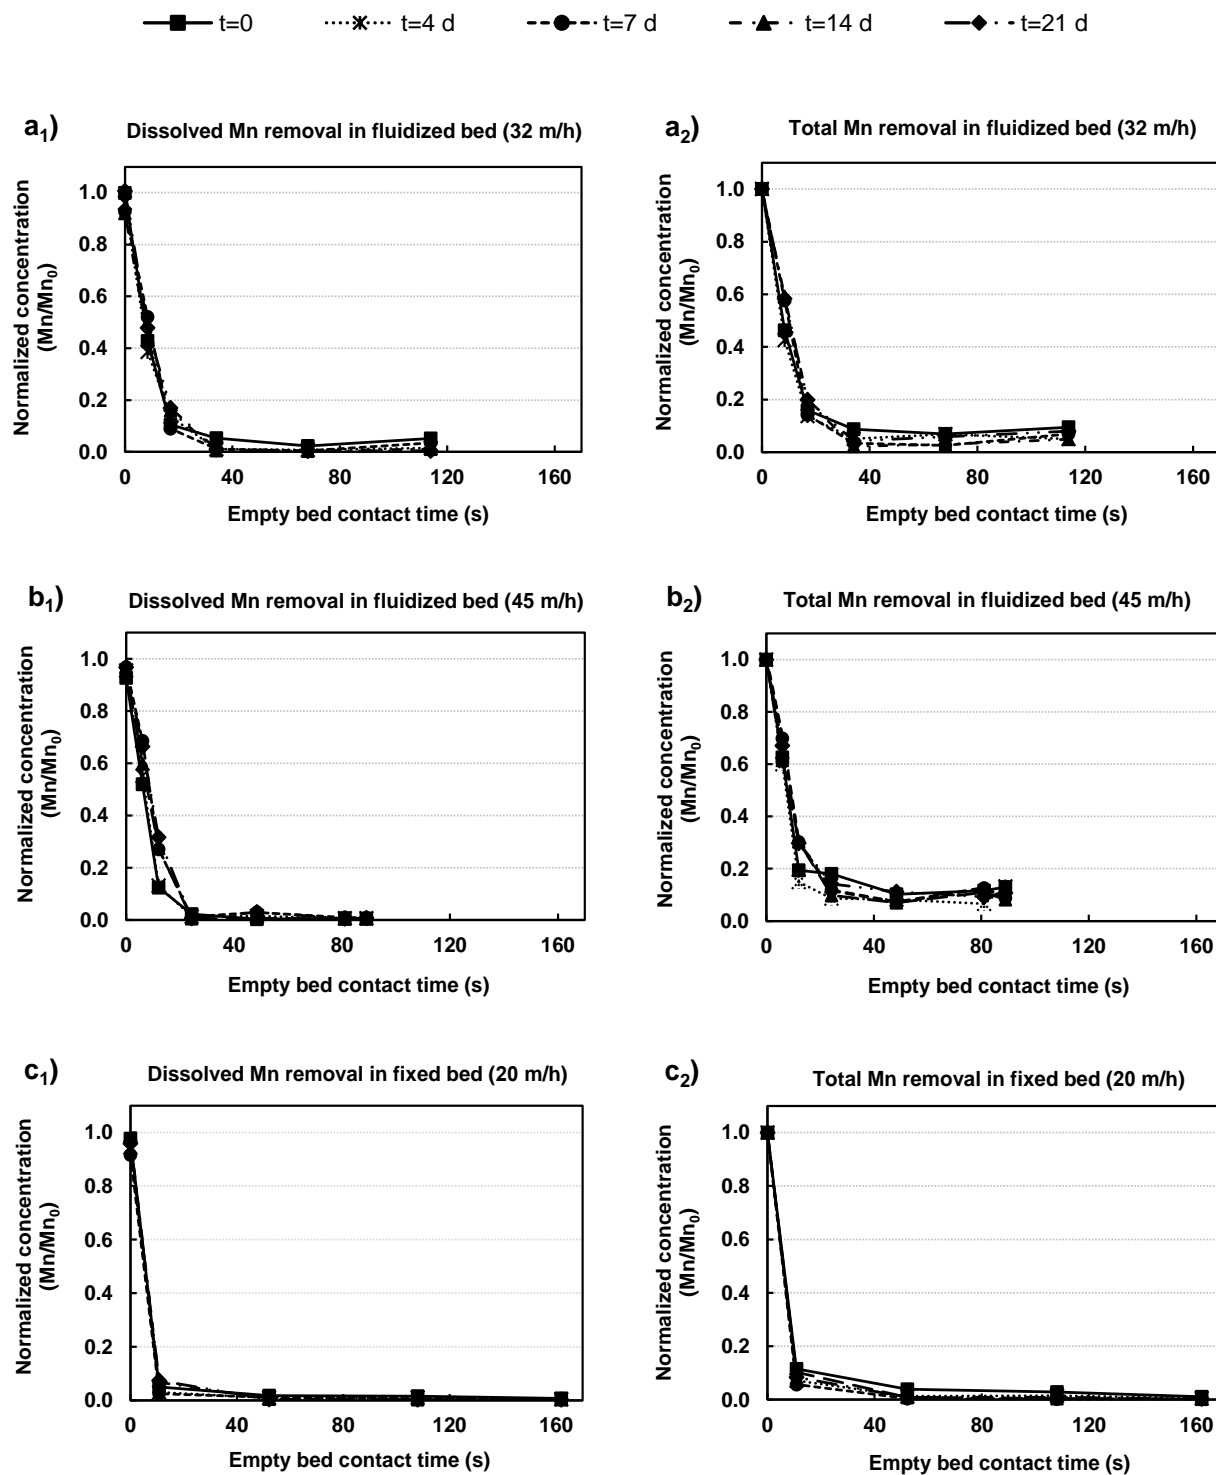 t=0 t=4 d t=7 d t=14 d t=21 d
a1) Dissolved Mn removal in fluidized bed (32 m/h)
Normalized concentration
(Mn/Mn0)
1.0
0.8
0.6
0.4
0.2
0.0
0 40 80 120 160
Empty bed contact time (s)
a2) Total Mn removal in fluidized bed (32 m/h)
Normalized concentration
(Mn/Mn0)
1.0
0.8
0.6
0.4
0.2
0.0
0 40 80 120 160
Empty bed contact time (s)
b1) Dissolved Mn removal in fluidized bed (45 m/h)
Normalized concentration
(Mn/Mn0)
1.0
0.8
0.6
0.4
0.2
0.0
0 40 80 120 160
Empty bed contact time (s)
b2) Total Mn removal in fluidized bed (45 m/h)
Normalized concentration
(Mn/Mn0)
1.0
0.8
0.6
0.4
0.2
0.0
0 40 80 120 160
Empty bed contact time (s)
c1) Dissolved Mn removal in fixed bed (20 m/h)
Normalized concentration
(Mn/Mn0)
1.0
0.8
0.6
0.4
0.2
0.0
0 40 80 120 160
Empty bed contact time (s)
c2) Total Mn removal in fixed bed (20 m/h)
Normalized concentration
(Mn/Mn0)
1.0
0.8
0.6
0.4
0.2
0.0
0 40 80 120 160
Empty bed contact time (s)